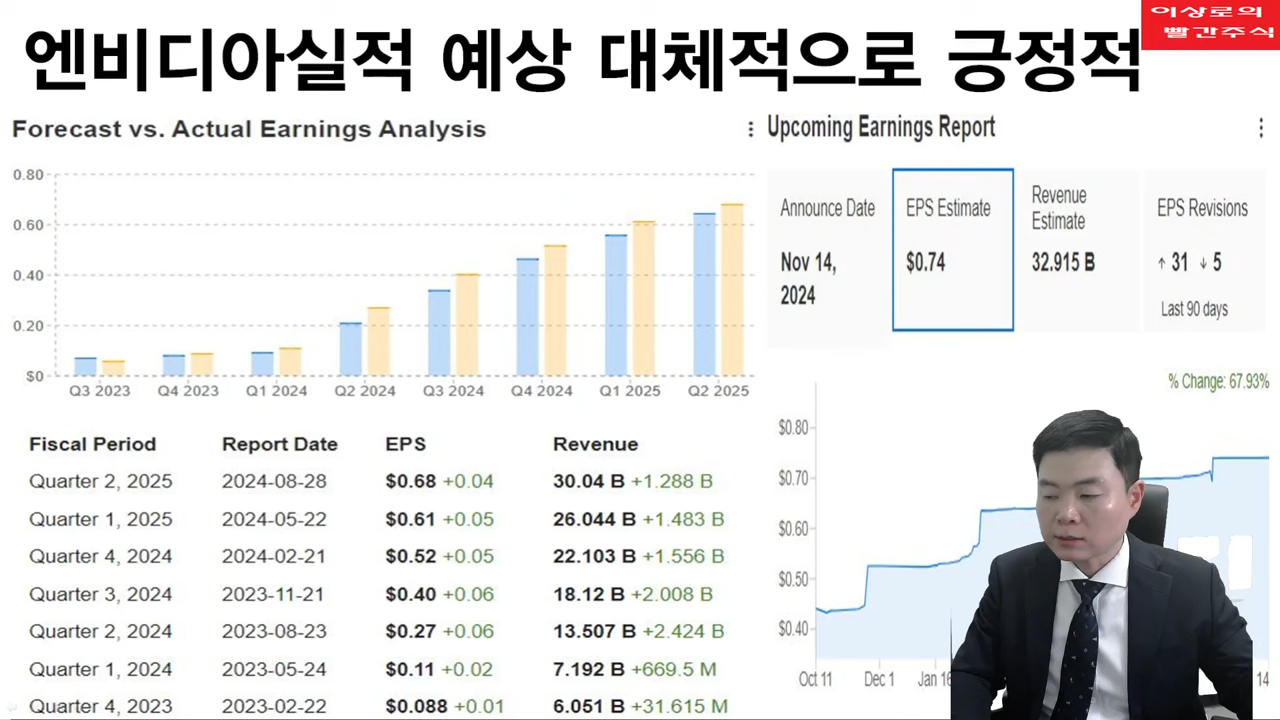 엔비디아실적 예상 대체적으로 긍정적
이상로의
빨간주식
Forecast vs. Actual Earnings Analysis
0.80
0.60
0.40
0.20
$0
Q3 2023 Q4 2023 Q1 2024 Q2 2024 Q3 2024 Q4 2024 Q1 2025 Q2 2025
Fiscal Period Report Date EPS Revenue
Quarter 2, 2025 2024-08-28 $0.68 +0.04 30.04 B +1.288 B
Quarter 1, 2025 2024-05-22 $0.61 +0.05 26.044 B +1.483 B
Quarter 4, 2024 2024-02-21 $0.52 +0.05 22.103 B +1.556 B
Quarter 3, 2024 2023-11-21 $0.40 +0.06 18.12 B +2.008 B
Quarter 2, 2024 2023-08-23 $0.27 +0.06 13.507 B +2.424 B
Quarter 1, 2024 2023-05-24 $0.11 +0.02 7.192 B +669.5 M
Quarter 4, 2023 2023-02-22 $0.088 +0.01 6.051 B +31.615 M
Upcoming Earnings Report
Announce Date
Nov 14,
2024
EPS Estimate
$0.74
Revenue
Estimate
32.915 B
EPS Revisions
↑ 31 ↓ 5
Last 90 days
% Change: 67.93%
$0.80
$0.70
$0.60
$0.50
$0.40
Oct 11 Dec 1 Jan 16 14